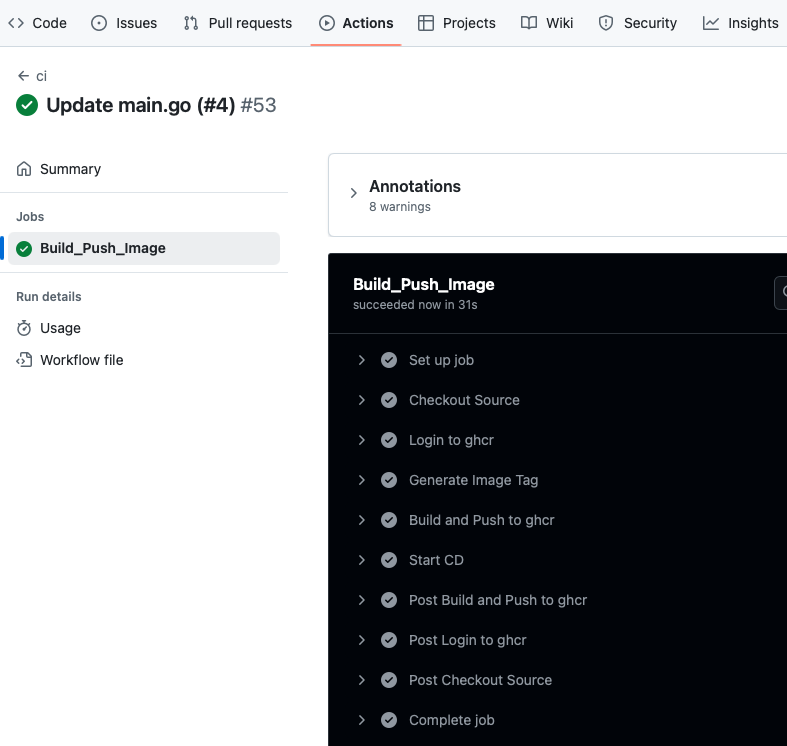 Code Issues Pull requests Actions Projects Wiki Security Insights
ci
Update main.go (#4) #53
Summary
Jobs
Build_Push_Image
Run details
Usage
Workflow file
Annotations
8 warnings
Build_Push_Image
succeeded now in 31s
Set up job
Checkout Source
Login to ghcr
Generate Image Tag
Build and Push to ghcr
Start CD
Post Build and Push to ghcr
Post Login to ghcr
Post Checkout Source
Complete job